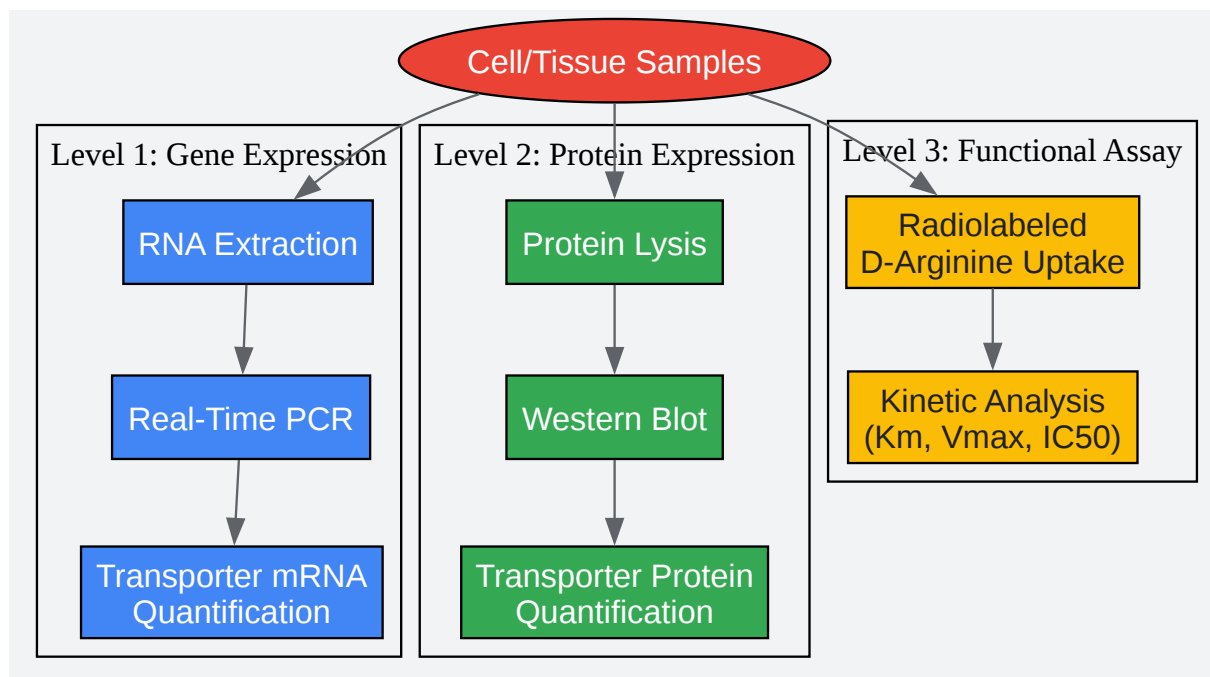 Cell/Tissue Samples
Level 1: Gene Expression
RNA Extraction
Real-Time PCR
Transporter mRNA
Quantification
Level 2: Protein Expression
Protein Lysis
Western Blot
Transporter Protein
Quantification
Level 3: Functional Assay
Radiolabeled
D-Arginine Uptake
Kinetic Analysis
(Km, Vmax, IC50)